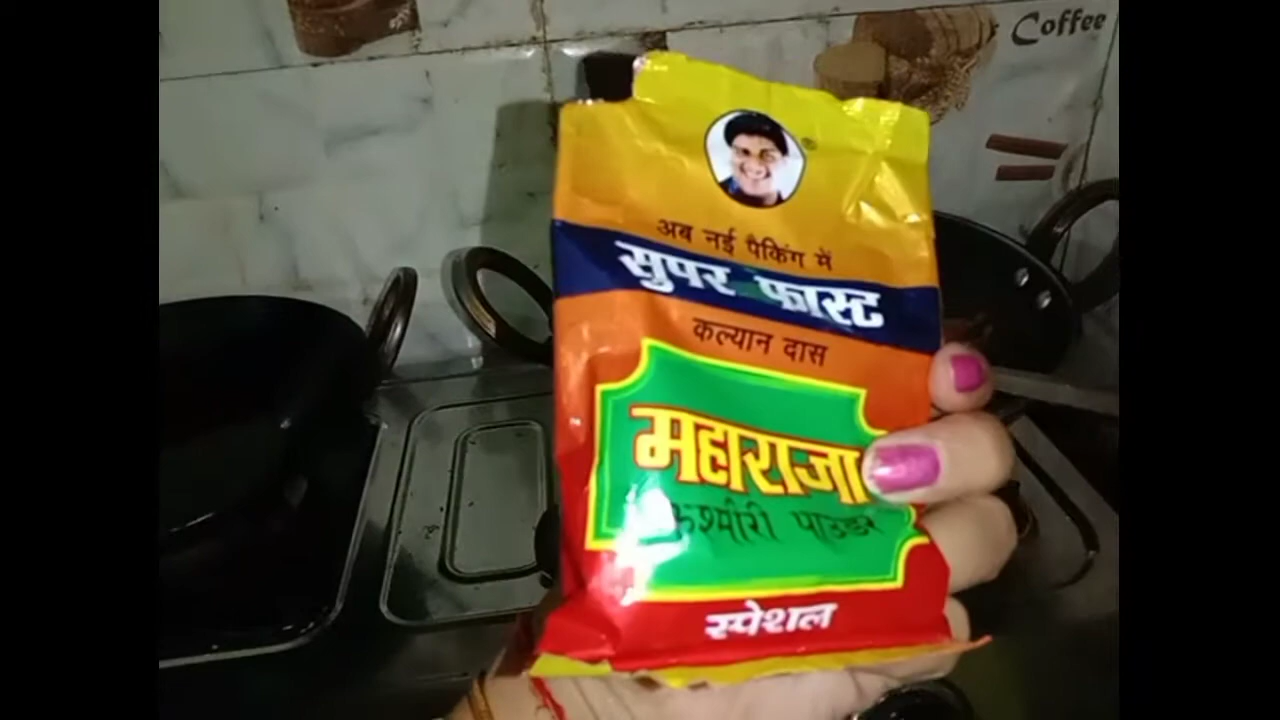 Coffee
®
अब नई पैकिंग में
सुपर फास्ट
कल्यान दास
महाराजा
कश्मीरी पाउडर
स्पेशल